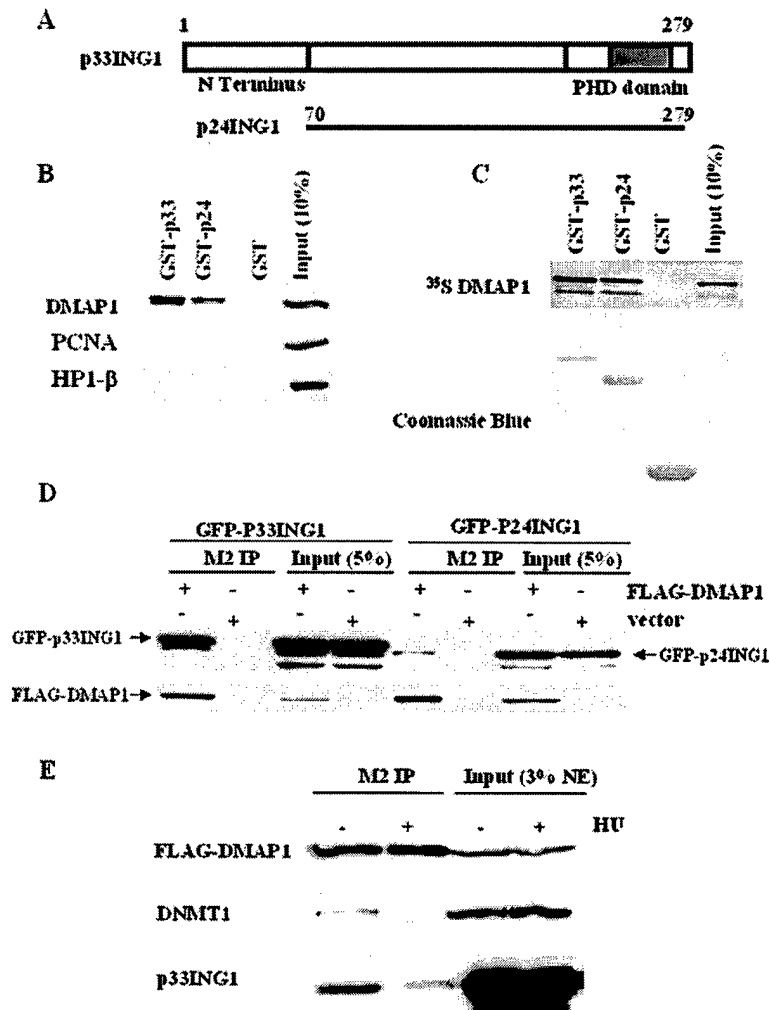 A
1 279
p33ING1
N Terminus PHD domain
70 279
p24ING1
B
GST-p33
GST-p24
GST
Input (10%)
DMAP1
PCNA
HP1-β
C
GST-p33
GST-p24
GST
Input (10%)
³⁵S DMAP1
Coomassie Blue
D
GFP-P33ING1 GFP-P24ING1
M2 IP Input (5%) M2 IP Input (5%)
+ - + - + - + - FLAG-DMAP1
- + - + - + - + vector
GFP-p33ING1
GFP-p24ING1
FLAG-DMAP1
E
M2 IP Input (3% NE)
- + - + HU
FLAG-DMAP1
DNMT1
p33ING1